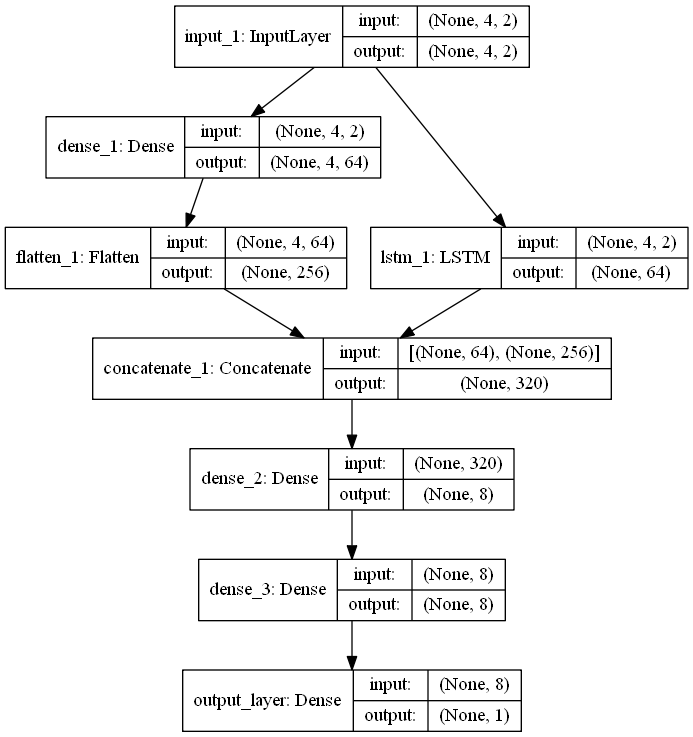 input_1: InputLayer
input: (None, 4, 2)
output: (None, 4, 2)
dense_1: Dense
input: (None, 4, 2)
output: (None, 4, 64)
flatten_1: Flatten
input: (None, 4, 64)
output: (None, 256)
lstm_1: LSTM
input: (None, 4, 2)
output: (None, 64)
concatenate_1: Concatenate
input: [(None, 64), (None, 256)]
output: (None, 320)
dense_2: Dense
input: (None, 320)
output: (None, 8)
dense_3: Dense
input: (None, 8)
output: (None, 8)
output_layer: Dense
input: (None, 8)
output: (None, 1)